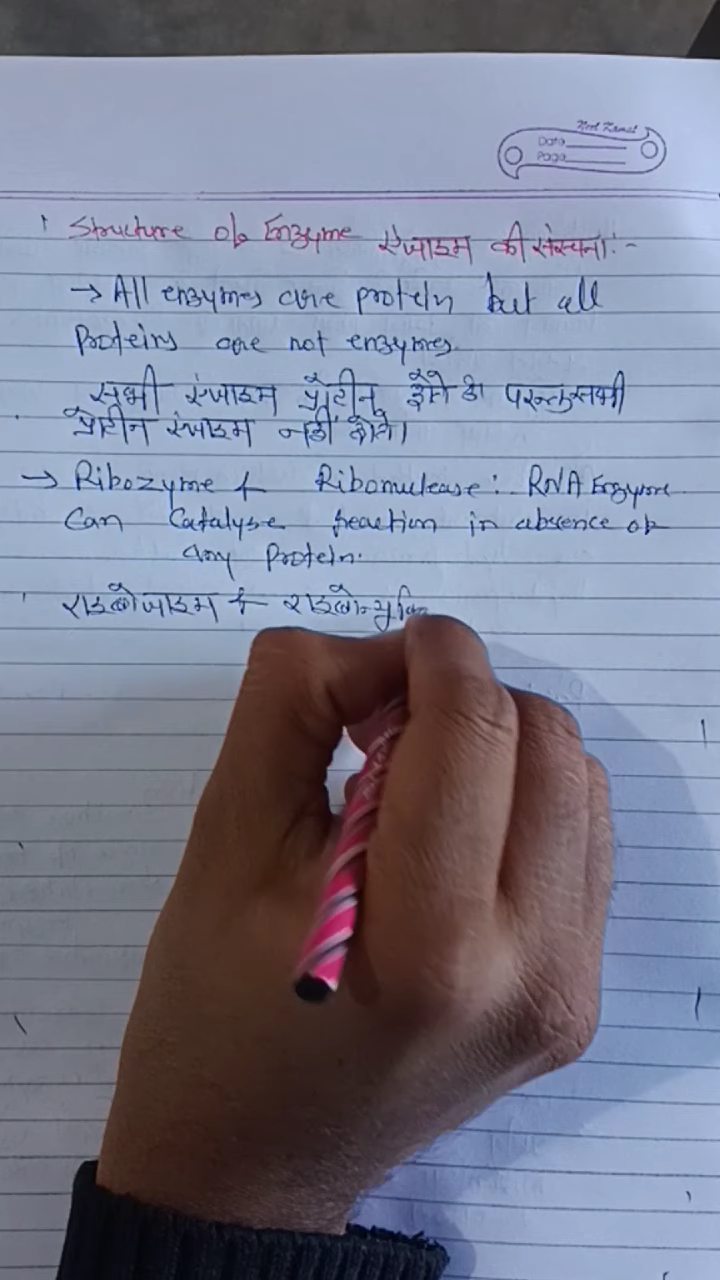 Neel Kamal
Date
Page
Structure of Enzyme एंजाइम की संरचना :-
→ All enzymes are protein but all
Proteins are not enzymes.
सभी एंजाइम प्रोटीन होते है परन्तु सभी
प्रोटीन एंजाइम नही होते।
→ Ribozyme & Ribonuclease: RNA Enzyme
Can Catalyse reaction in absence of
any Protein.
राइबोजाइम & राइबोन्युक्लि